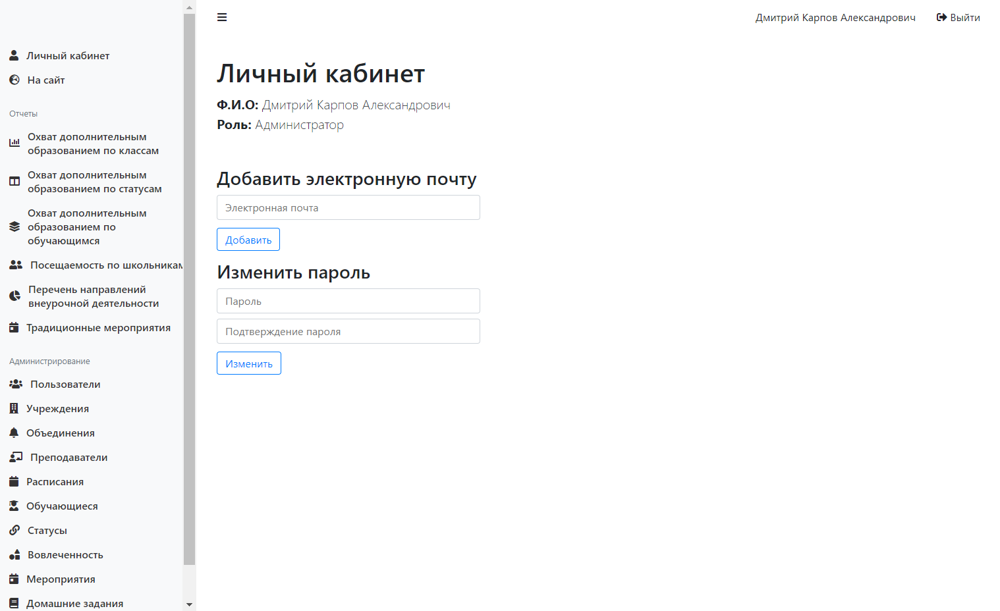 Личный кабинет
На сайт
Отчеты
Охват дополнительным
образованием по классам
Охват дополнительным
образованием по статусам
Охват дополнительным
образованием по
обучающимся
Посещаемость по школьникам
Перечень направлений
внеурочной деятельности
Традиционные мероприятия
Администрирование
Пользователи
Учреждения
Объединения
Преподаватели
Расписания
Обучающиеся
Статусы
Вовлеченность
Мероприятия
Домашние задания
Дмитрий Карпов Александрович
Выйти
Личный кабинет
Ф.И.О: Дмитрий Карпов Александрович
Роль: Администратор
Добавить электронную почту
Электронная почта
Добавить
Изменить пароль
Пароль
Подтверждение пароля
Изменить